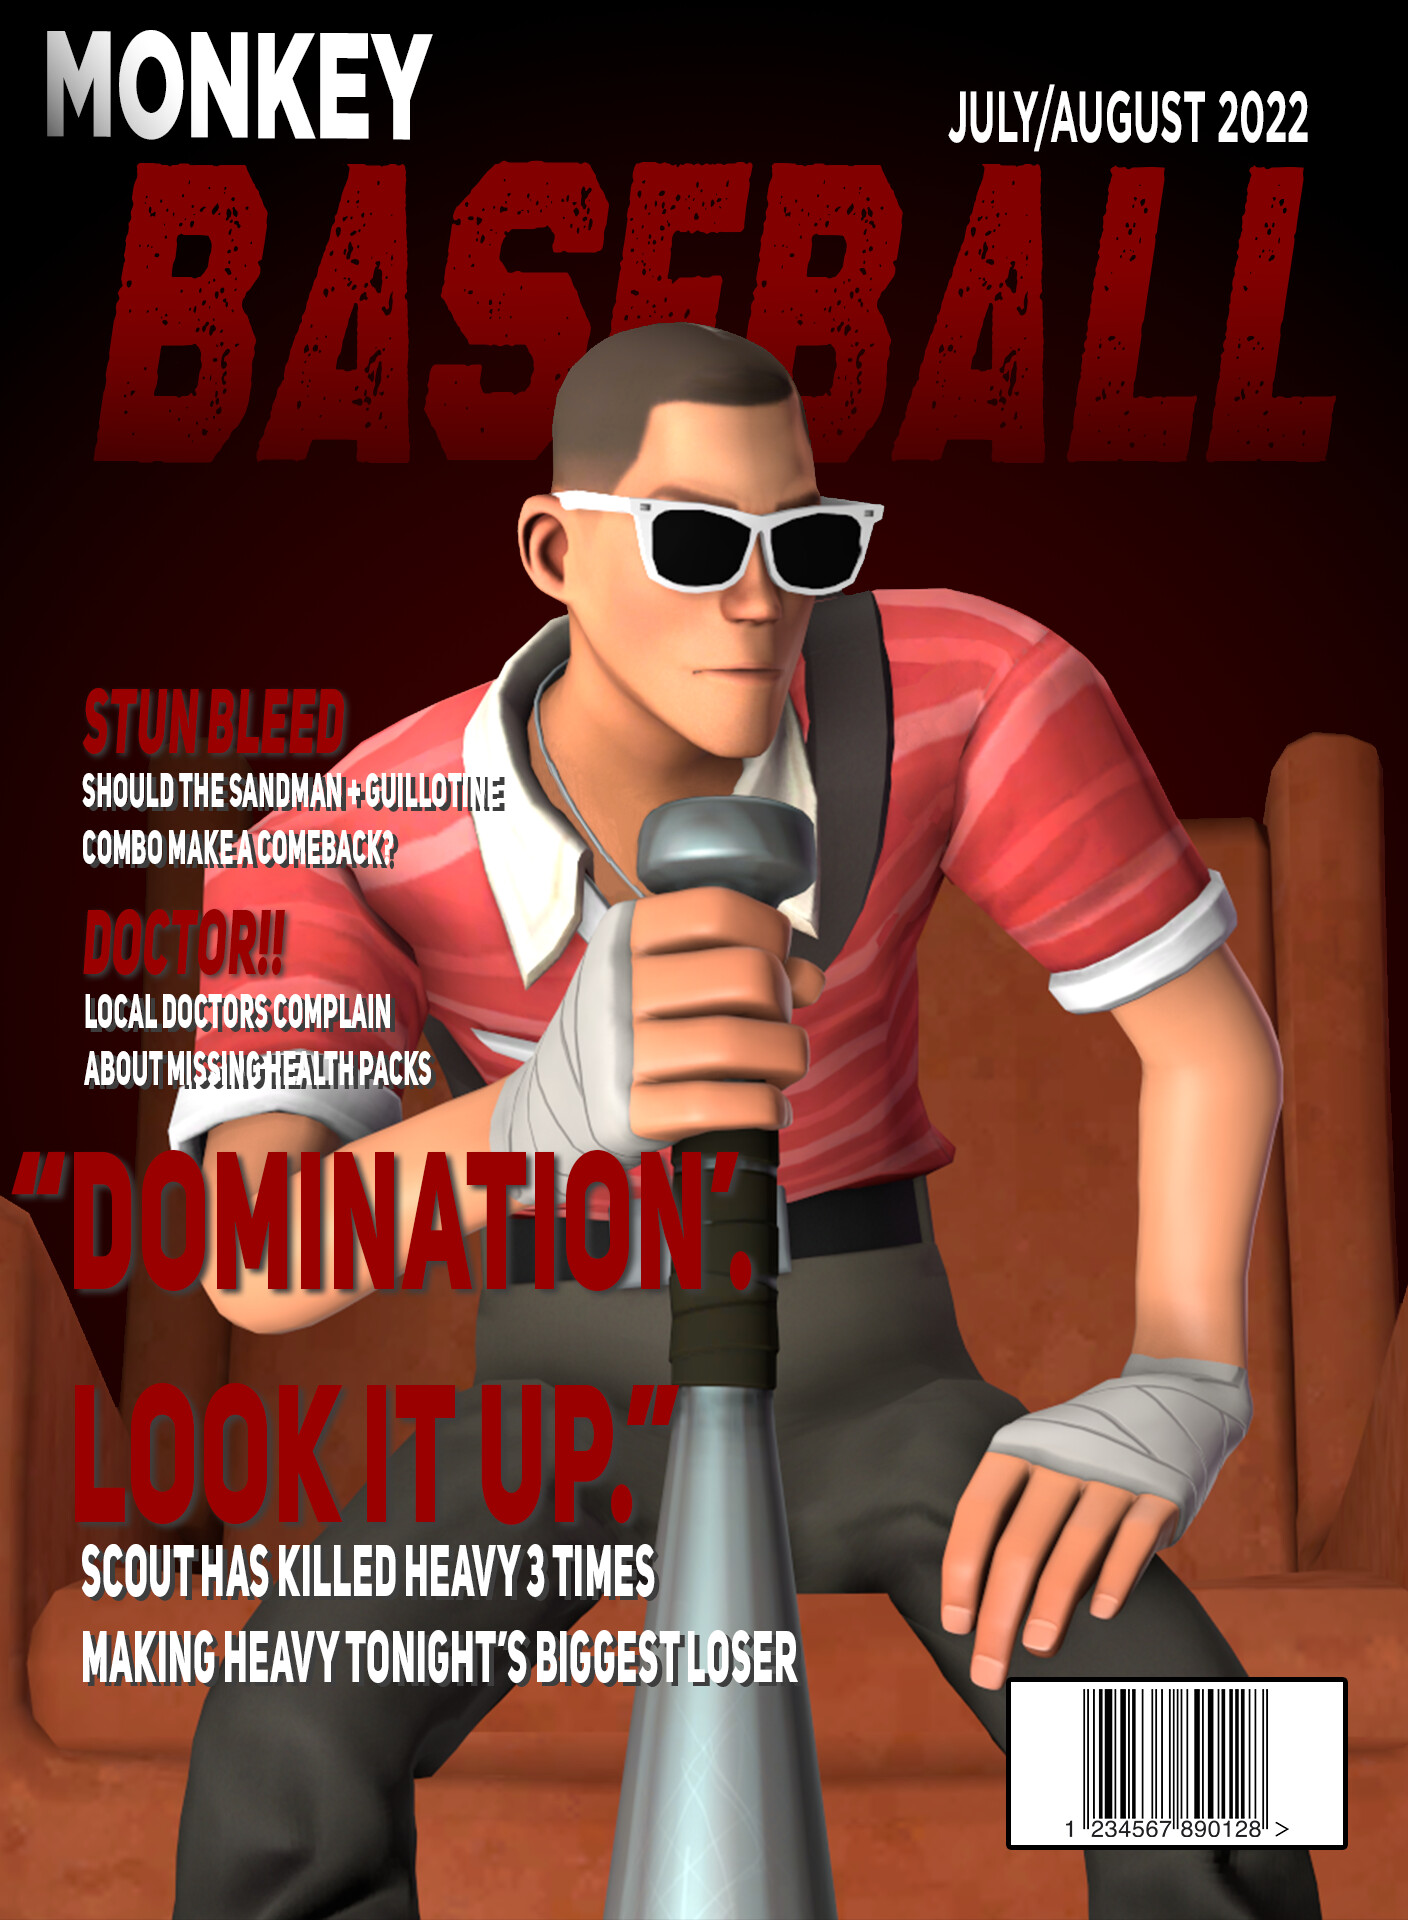 MONKEY
JULY/AUGUST 2022
BASEBALL
STUN BLEED
SHOULD THE SANDMAN + GUILLOTINE
COMBO MAKE A COMEBACK?
DOCTOR!!
LOCAL DOCTORS COMPLAIN
ABOUT MISSING HEALTH PACKS
“DOMINATION’.
LOOK IT UP.”
SCOUT HAS KILLED HEAVY 3 TIMES
MAKING HEAVY TONIGHT’S BIGGEST LOSER
1 234567 890128 >